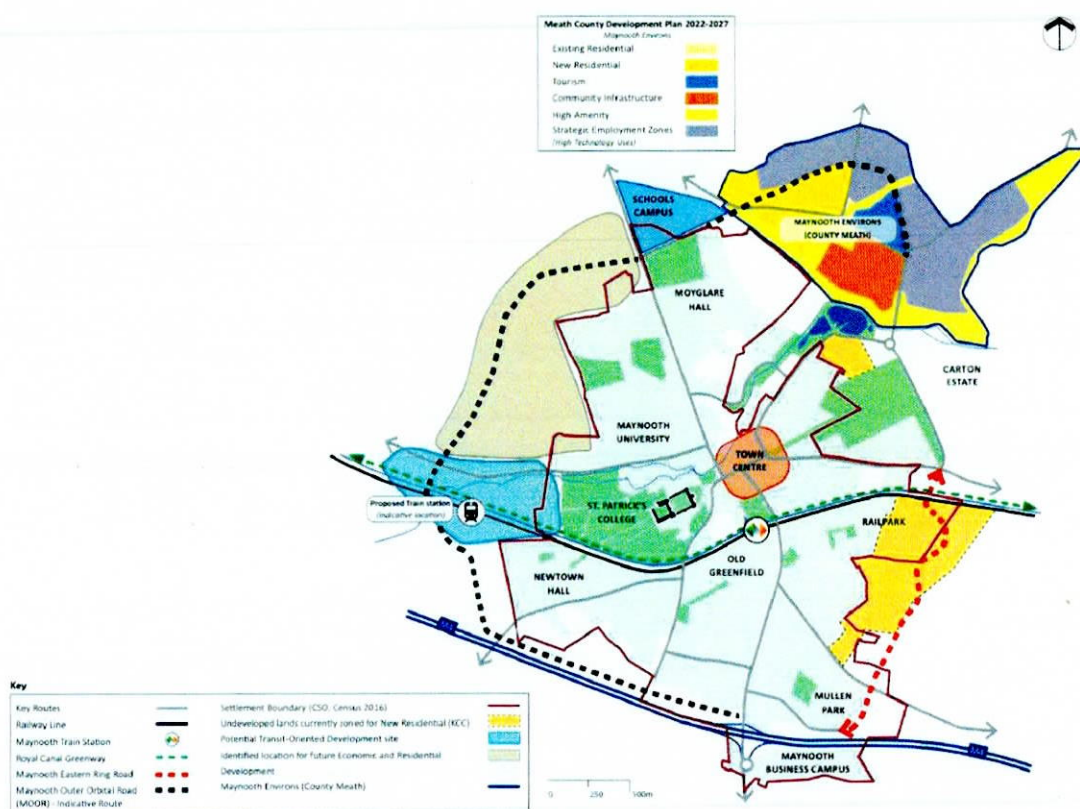 Meath County Development Plan 2022-2027
Maynooth Environs
Existing Residential
New Residential
Tourism
Community Infrastructure
High Amenity
Strategic Employment Zones
(High Technology Uses)
SCHOOLS
CAMPUS
MAYNOOTH ENVIRONS
(COUNTY MEATH)
MOYGLARE
HALL
CARTON
ESTATE
MAYNOOTH
UNIVERSITY
TOWN
CENTRE
Proposed Train station
(Indicative location)
ST. PATRICK'S
COLLEGE
RAILPARK
OLD
GREENFIELD
NEWTOWN
HALL
MULLEN
PARK
MAYNOOTH
BUSINESS CAMPUS
Key
Key Routes
Railway Line
Maynooth Train Station
Royal Canal Greenway
Maynooth Eastern Ring Road
Maynooth Outer Orbital Road
(MOOR) - Indicative Route
Settlement Boundary (CSO, Census 2016)
Undeveloped lands currently zoned for New Residential (KCC)
Potential Transit-Oriented Development site
Identified location for Future Economic and Residential
Development
Maynooth Environs (County Meath)
0 250 500m